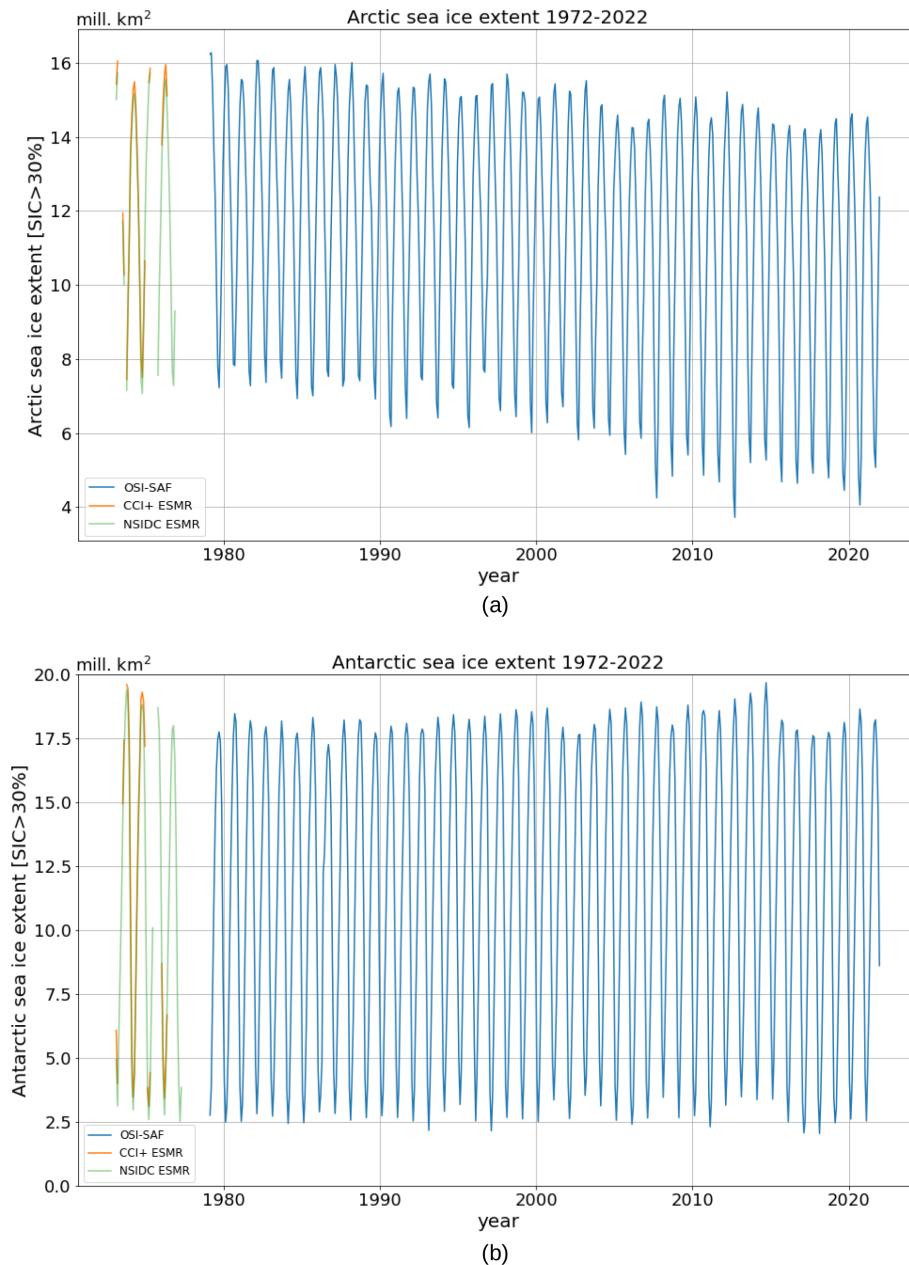 mill. km²
Arctic sea ice extent 1972-2022
Arctic sea ice extent [SIC>30%]
16
14
12
10
8
6
4
OSI-SAF
CCI+ ESMR
NSIDC ESMR
1980 1990 2000 2010 2020
year
(a)
mill. km²
Antarctic sea ice extent 1972-2022
Antarctic sea ice extent [SIC>30%]
20.0
17.5
15.0
12.5
10.0
7.5
5.0
2.5
0.0
OSI-SAF
CCI+ ESMR
NSIDC ESMR
1980 1990 2000 2010 2020
year
(b)